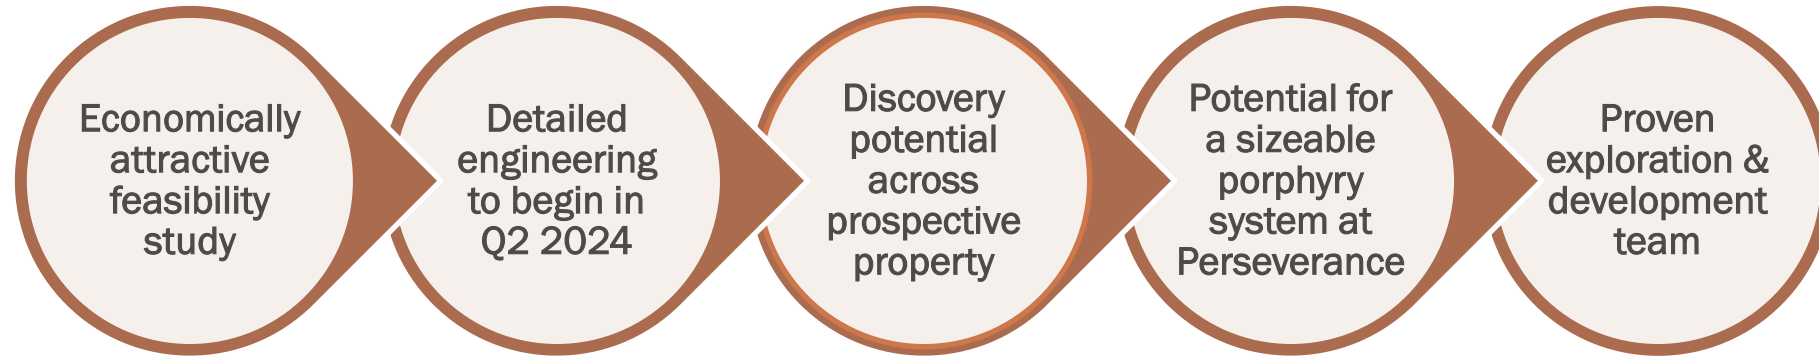 Economically
attractive
feasibility
study
Detailed
engineering
to begin in
Q2 2024
Discovery
potential
across
prospective
property
Potential for
a sizeable
porphyry
system at
Perseverance
Proven
exploration &
development
team